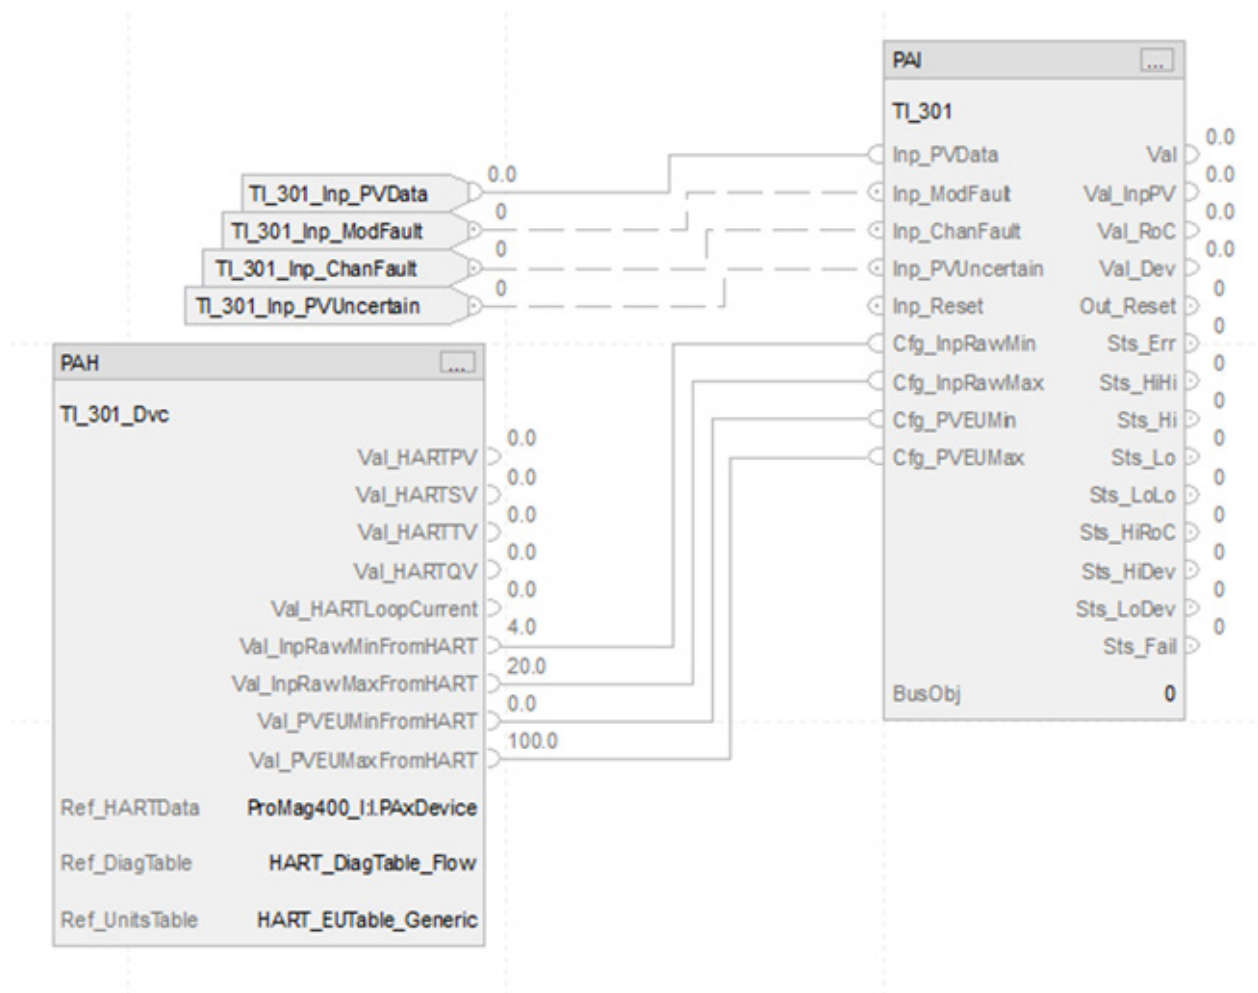 PAI
...
TI_301
Inp_PVData Val 0.0
Inp_ModFault Val_InpPV 0.0
Inp_ChanFault Val_RoC 0.0
Inp_PVUncertain Val_Dev 0.0
Inp_Reset Out_Reset 0
Cfg_InpRawMin Sts_Err 0
Cfg_InpRawMax Sts_HiHi 0
Cfg_PVEUMin Sts_Hi 0
Cfg_PVEUMax Sts_Lo 0
Sts_LoLo 0
Sts_HiRoC 0
Sts_HiDev 0
Sts_LoDev 0
Sts_Fail 0
BusObj 0
TI_301_Inp_PVData 0.0
TI_301_Inp_ModFault 0
TI_301_Inp_ChanFault 0
TI_301_Inp_PVUncertain 0
PAH
...
TI_301_Dvc
Val_HARTPV 0.0
Val_HARTSV 0.0
Val_HARTTV 0.0
Val_HARTQV 0.0
Val_HARTLoopCurrent 0.0
Val_InpRawMinFromHART 4.0
Val_InpRawMaxFromHART 20.0
Val_PVEUMinFromHART 0.0
Val_PVEUMaxFromHART 100.0
Ref_HARTData ProMag400_I:I.PAxDevice
Ref_DiagTable HART_DiagTable_Flow
Ref_UnitsTable HART_EUTable_Generic